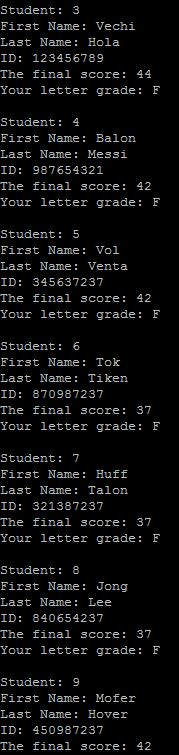 Student: 3
First Name: Vechi
Last Name: Hola
ID: 123456789
The final score: 44
Your letter grade: F
Student: 4
First Name: Balon
Last Name: Messi
ID: 987654321
The final score: 42
Your letter grade: F
Student: 5
First Name: Vol
Last Name: Venta
ID: 345637237
The final score: 42
Your letter grade: F
Student: 6
First Name: Tok
Last Name: Tiken
ID: 870987237
The final score: 37
Your letter grade: F
Student: 7
First Name: Huff
Last Name: Talon
ID: 321387237
The final score: 37
Your letter grade: F
Student: 8
First Name: Jong
Last Name: Lee
ID: 840654237
The final score: 37
Your letter grade: F
Student: 9
First Name: Mofer
Last Name: Hover
ID: 450987237
The final score: 42